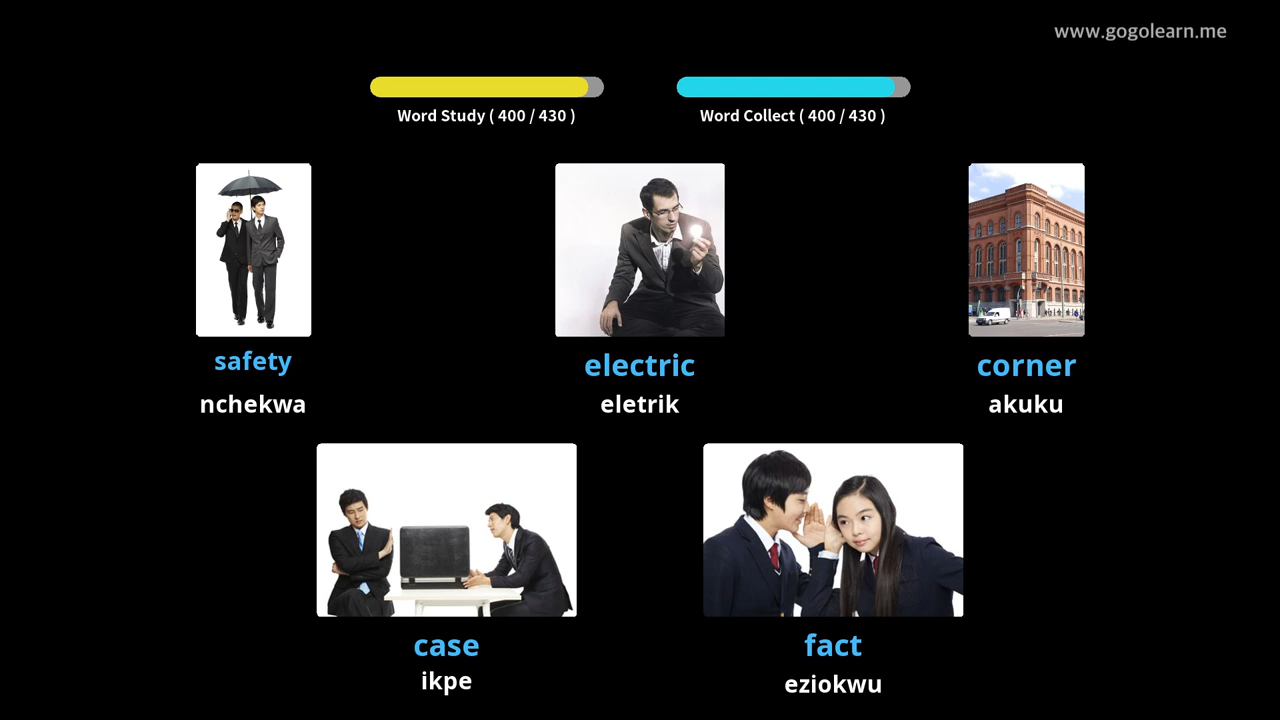 www.gogolearn.me
Word Study ( 400 / 430 )
Word Collect ( 400 / 430 )
safety
nchekwa
electric
eletrik
corner
akuku
case
ikpe
fact
eziokwu